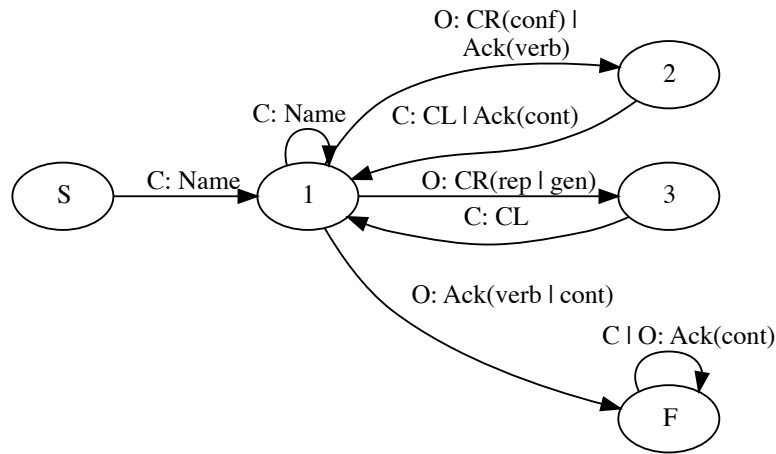 O: CR(conf) |
Ack(verb)
2
C: Name
C: CL | Ack(cont)
S
C: Name
1
O: CR(rep | gen)
3
C: CL
O: Ack(verb | cont)
C | O: Ack(cont)
F